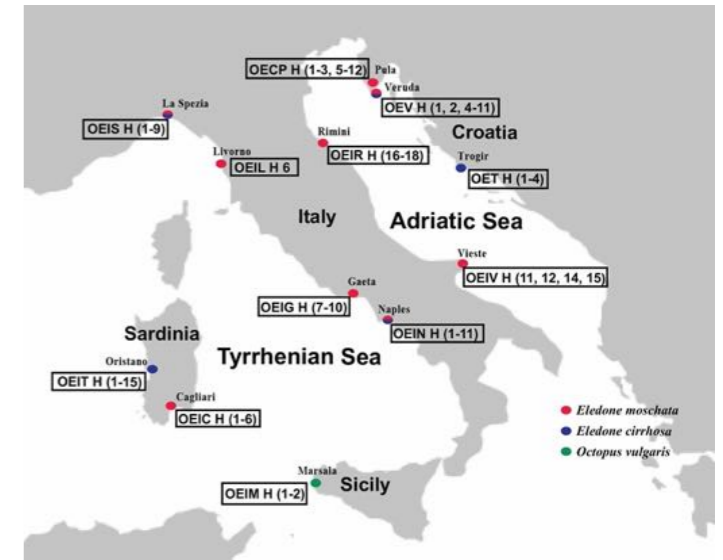 OECP H (1-3, 5-12)
Pula
Veruda
OEV H (1, 2, 4-11)
La Spezia
OEIS H (1-9)
Croatia
Livorno
OEIL H 6
Rimini
OEIR H (16-18)
Trogir
OET H (1-4)
Italy
Adriatic Sea
Vieste
OEIV H (11, 12, 14, 15)
Gaeta
OEIG H (7-10)
Naples
OEIN H (1-11)
Sardinia
Tyrrhenian Sea
Oristano
OEIT H (1-15)
Cagliari
OEIC H (1-6)
Eledone moschata
Eledone cirrhosa
Octopus vulgaris
Marsala
OEIM H (1-2)
Sicily